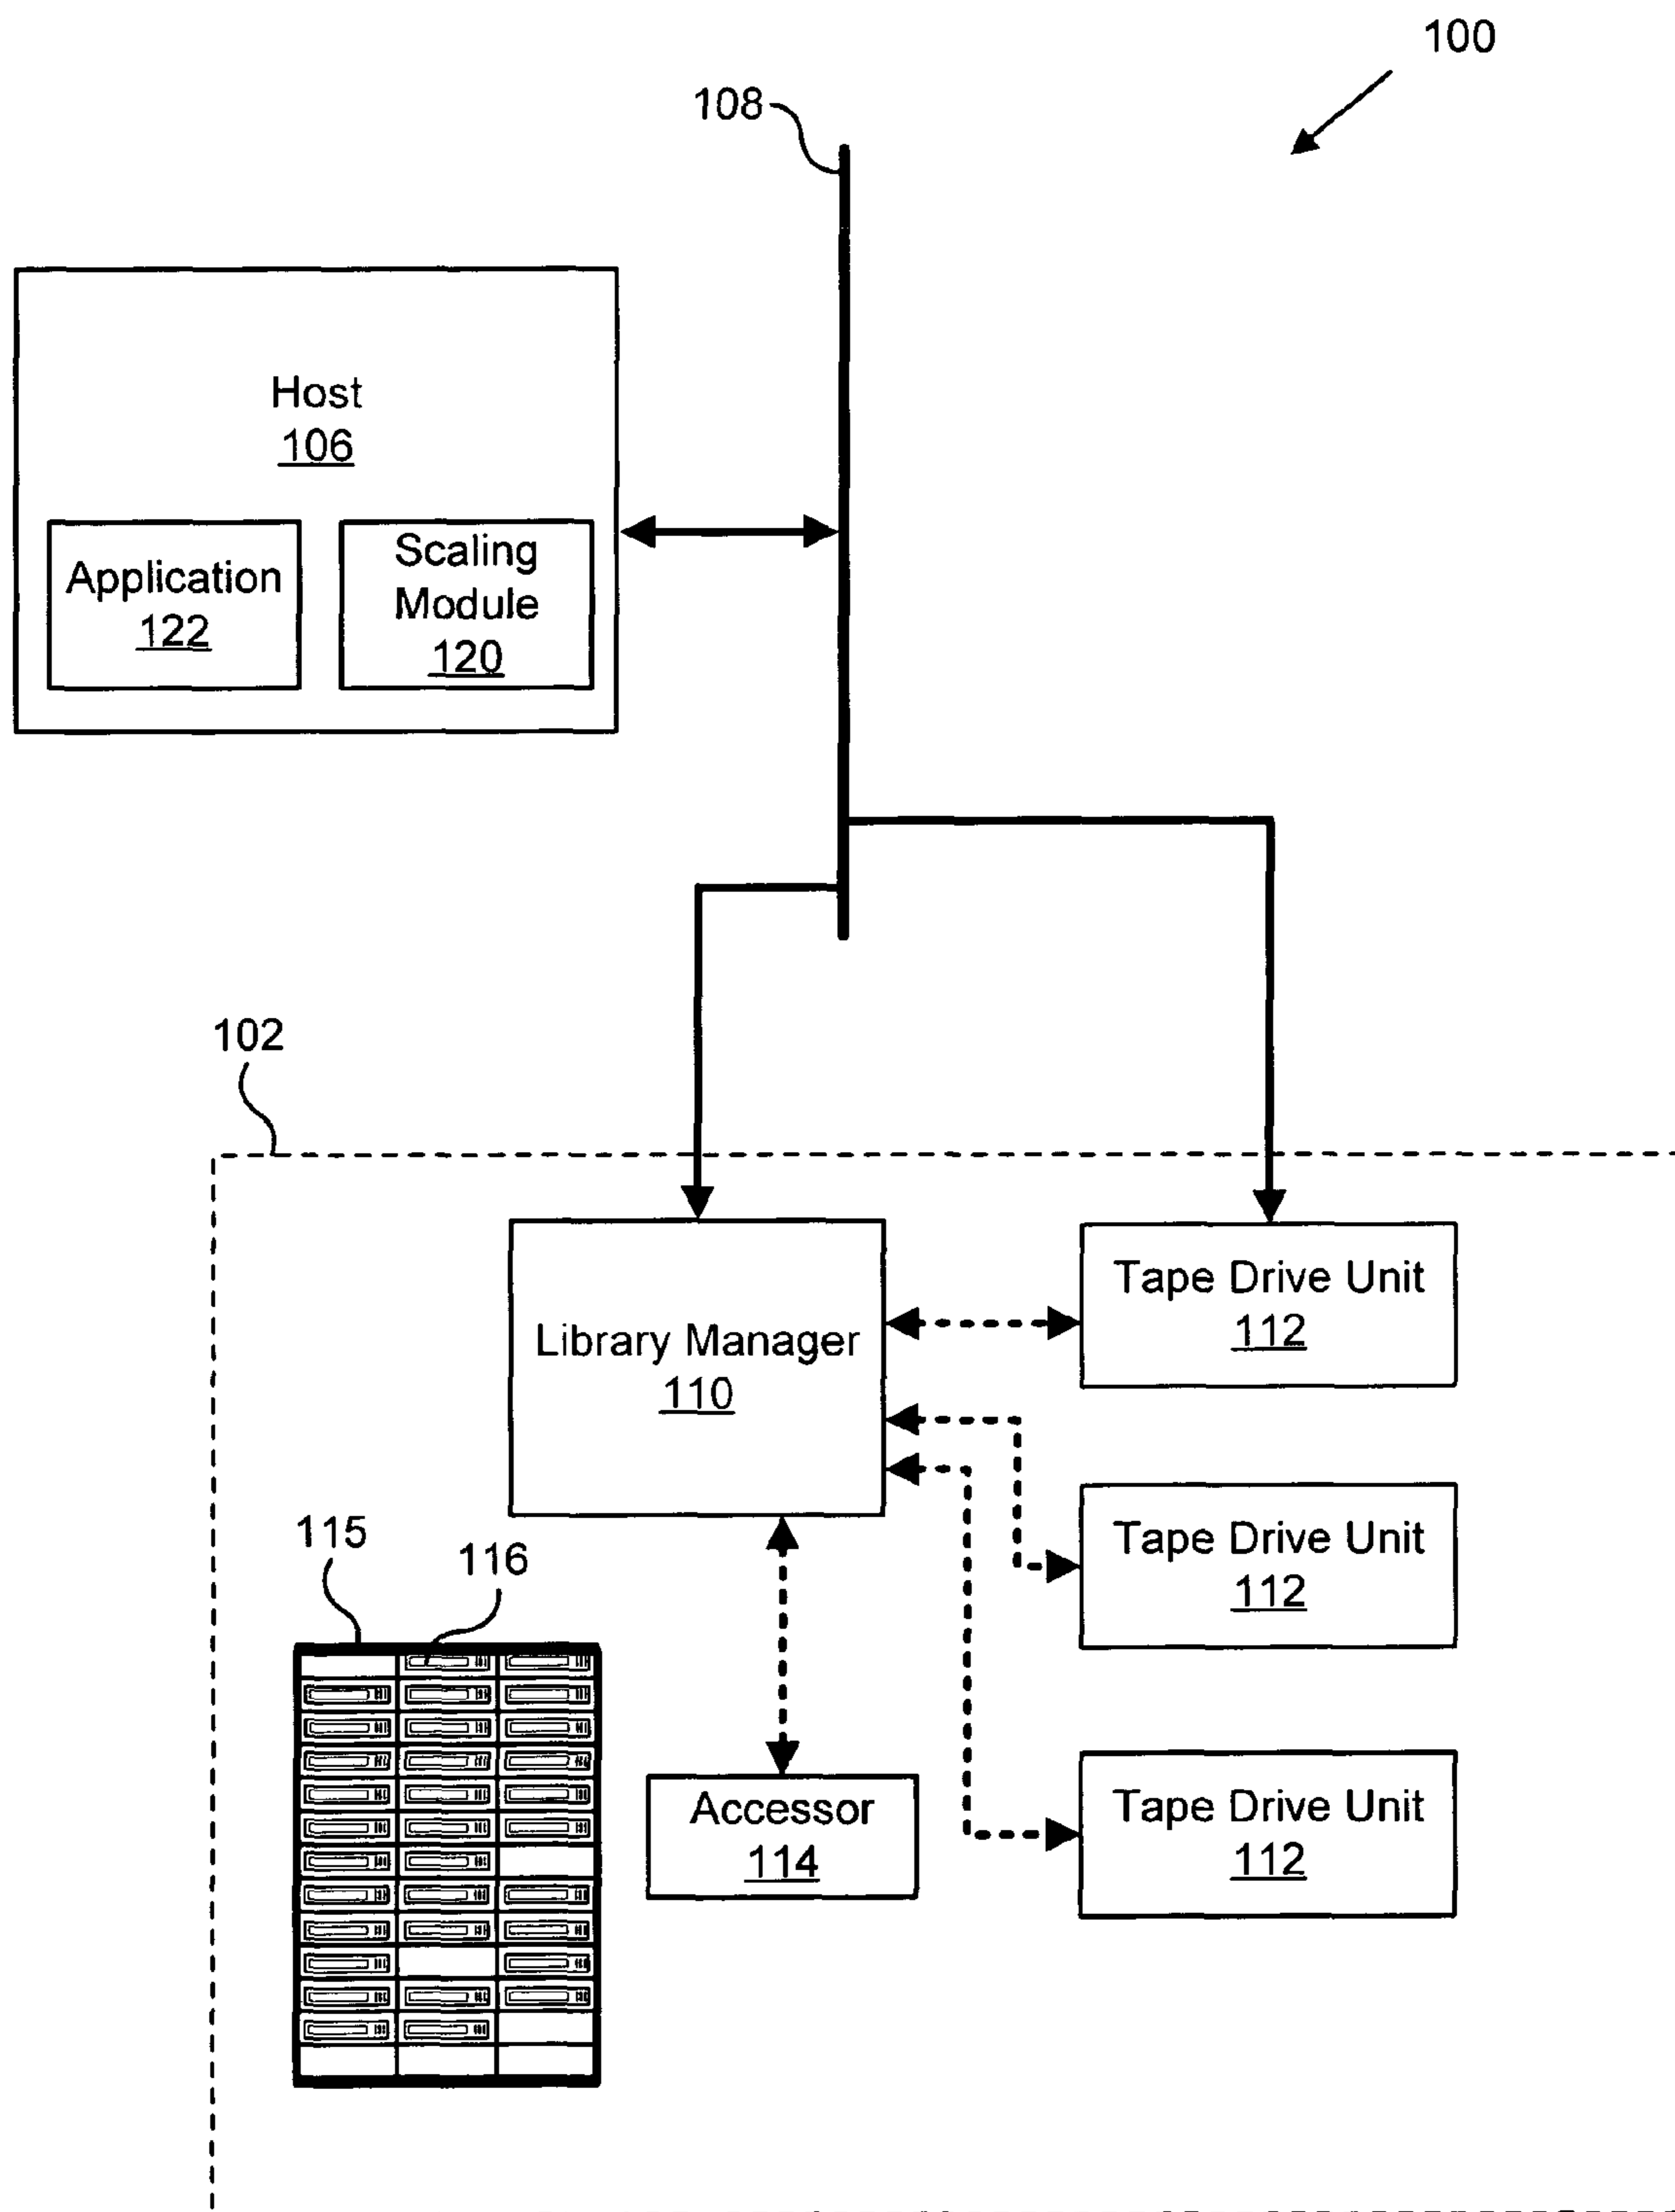 100
108
Host
106
Application
122
Scaling
Module
120
102
Library Manager
110
Tape Drive Unit
112
Tape Drive Unit
112
Tape Drive Unit
112
115
116
Accessor
114